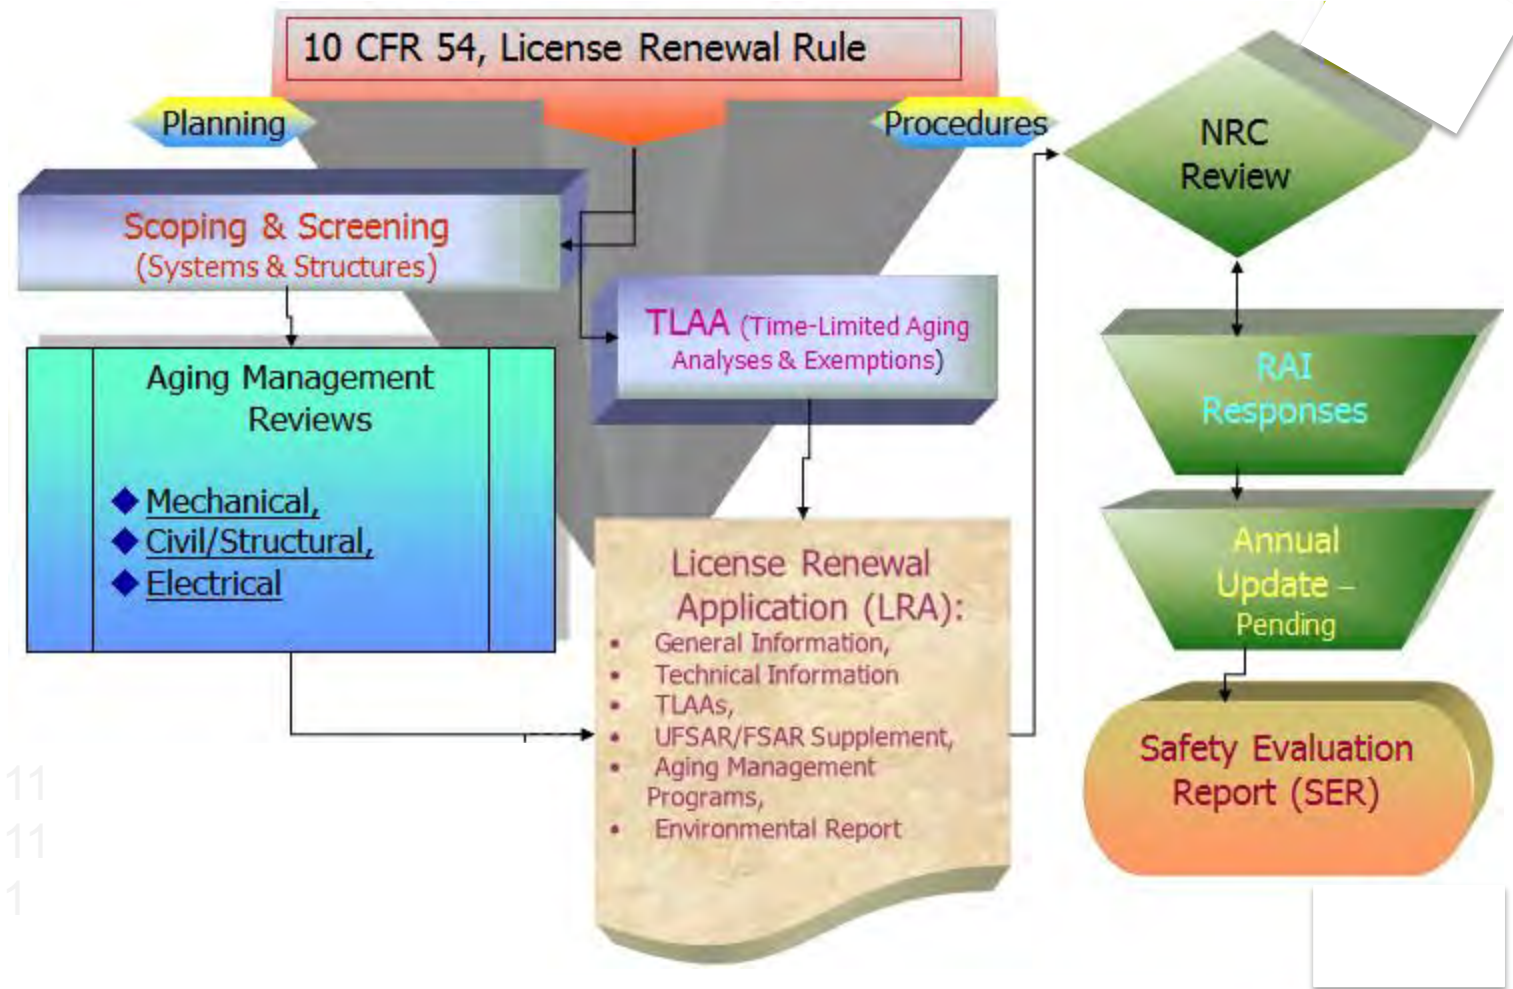 10 CFR 54, License Renewal Rule
Planning
Procedures
Scoping & Screening
(Systems & Structures)
TLAA (Time-Limited Aging
Analyses & Exemptions)
Aging Management
Reviews
Mechanical,
Civil/Structural,
Electrical
License Renewal
Application (LRA):
• General Information,
• Technical Information
• TLAAs,
• UFSAR/FSAR Supplement,
• Aging Management
Programs,
• Environmental Report
NRC
Review
RAI
Responses
Annual
Update –
Pending
Safety Evaluation
Report (SER)
11
11
1